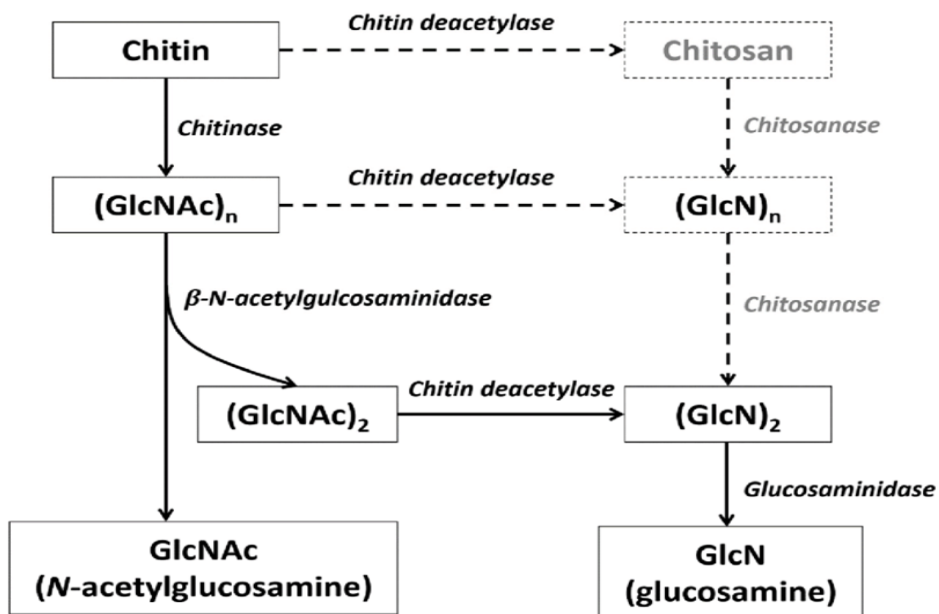 Chitin deacetylase
Chitin
Chitosan
Chitinase
Chitosanase
Chitin deacetylase
(GlcNAc)n
(GlcN)n
β-N-acetylgulcosaminidase
Chitosanase
Chitin deacetylase
(GlcNAc)2
(GlcN)2
Glucosaminidase
GlcNAc
(N-acetylglucosamine)
GlcN
(glucosamine)